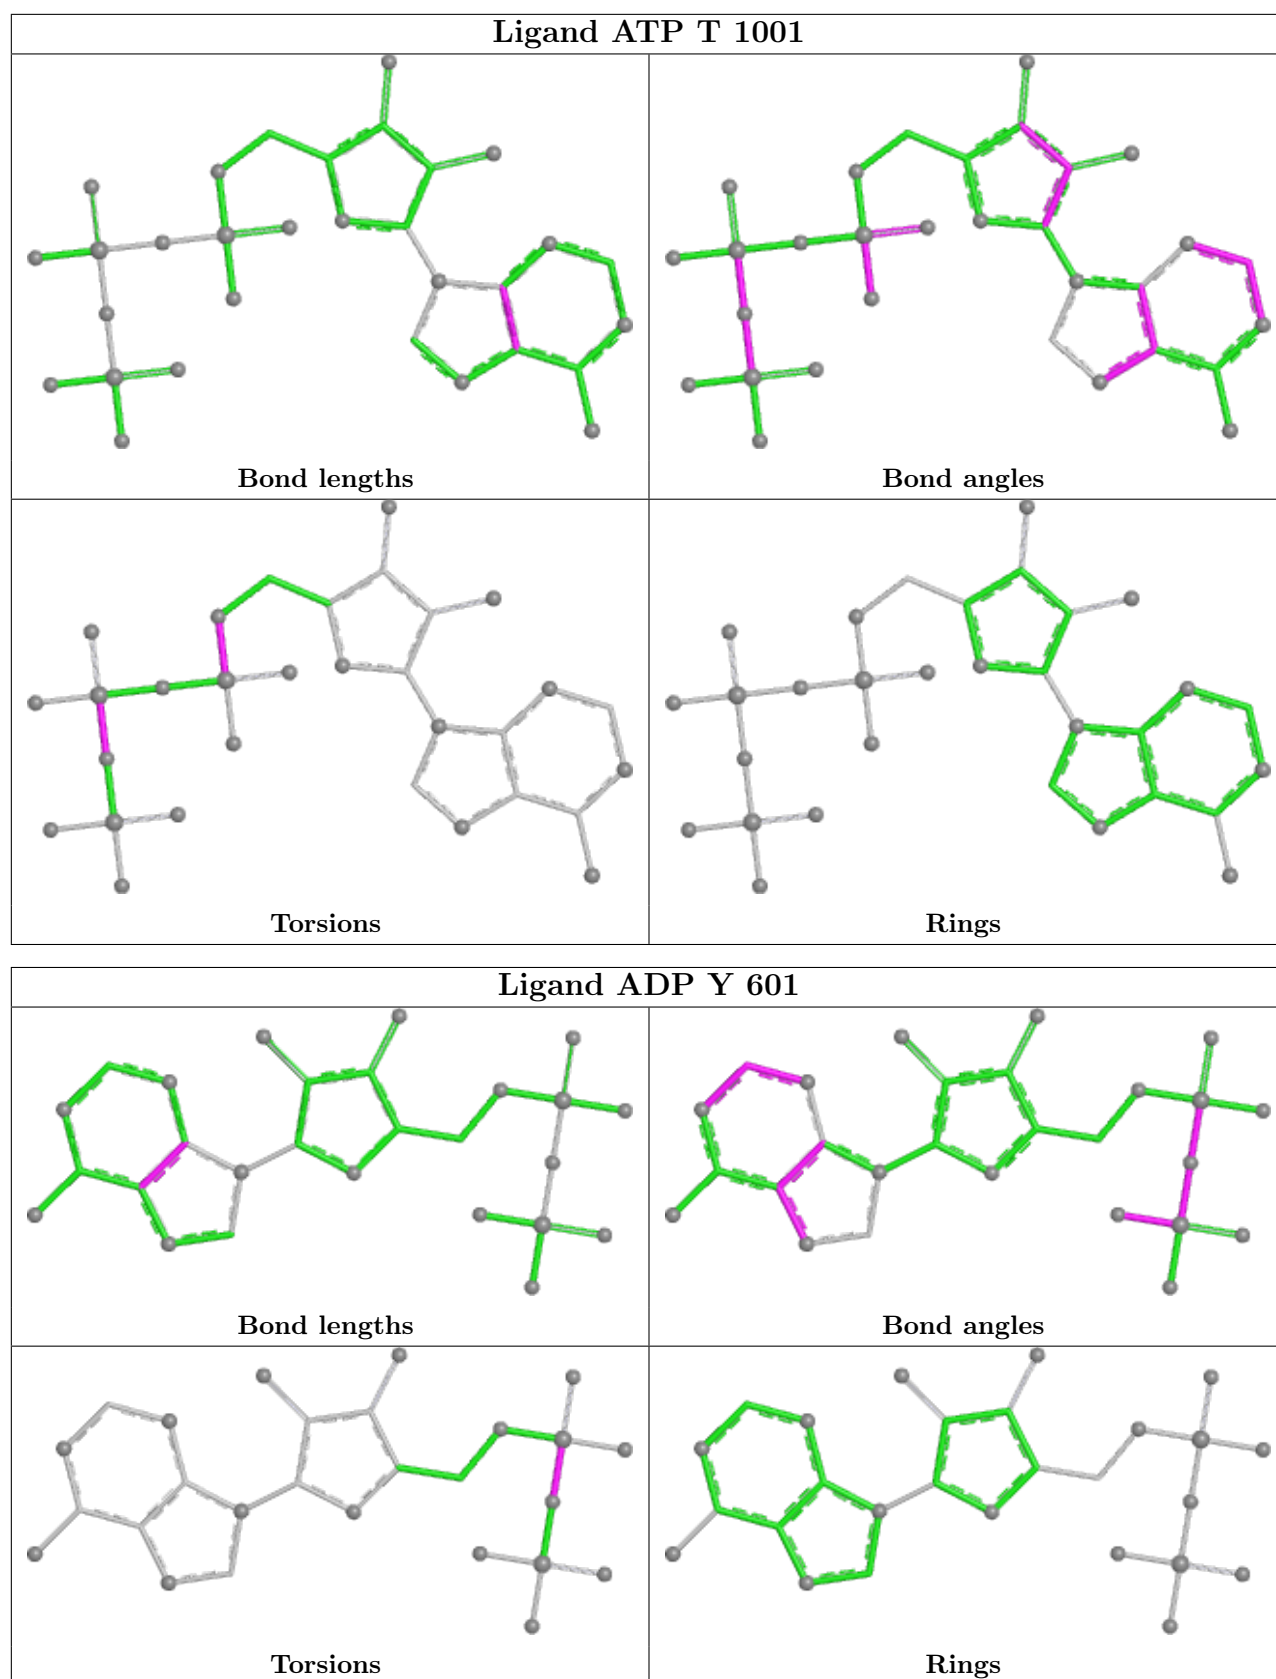 Ligand ATP T 1001
Bond lengths
Bond angles
Torsions
Rings
Ligand ADP Y 601
Bond lengths
Bond angles
Torsions
Rings